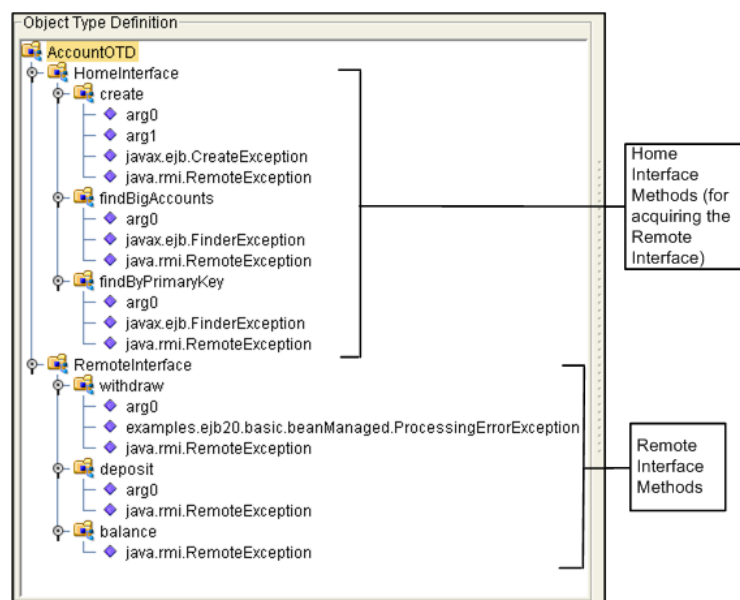 Object Type Definition
AccountOTD
HomeInterface
create
arg0
arg1
javax.ejb.CreateException
java.rmi.RemoteException
findBigAccounts
arg0
javax.ejb.FinderException
java.rmi.RemoteException
findByPrimaryKey
arg0
javax.ejb.FinderException
java.rmi.RemoteException
RemoteInterface
withdraw
arg0
examples.ejb20.basic.beanManaged.ProcessingErrorException
java.rmi.RemoteException
deposit
arg0
java.rmi.RemoteException
balance
java.rmi.RemoteException
Home
Interface
Methods (for
acquiring the
Remote
Interface)
Remote
Interface
Methods